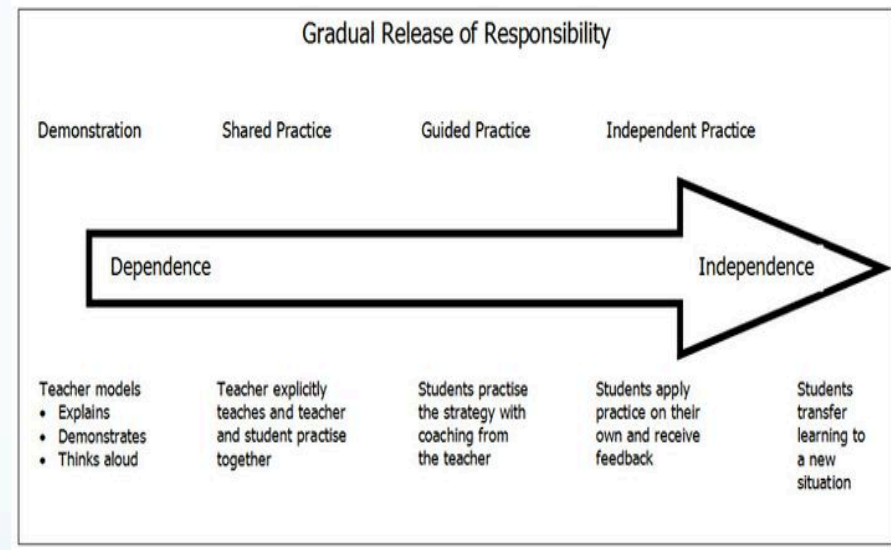 Gradual Release of Responsibility
Demonstration
Shared Practice
Guided Practice
Independent Practice
Dependence
Independence
Teacher models
• Explains
• Demonstrates
• Thinks aloud
Teacher explicitly
teaches and teacher
and student practise
together
Students practise
the strategy with
coaching from
the teacher
Students apply
practice on their
own and receive
feedback
Students
transfer
learning to
a new
situation